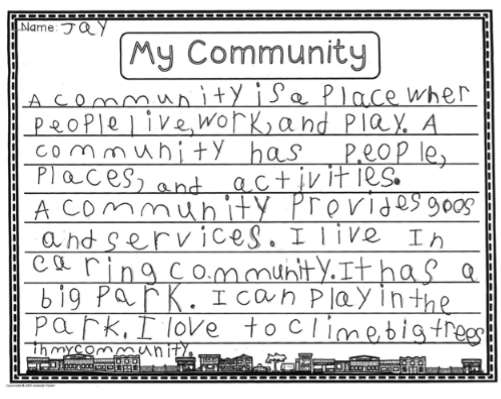 Name: Jay
My Community
A community is a place wher
people live, work, and play. A
community has people,
places, and activities.
A community provides goos
and services. I live In
caring community. It has a
big park. I can play in the
park. I love to clime big trees
in my community.